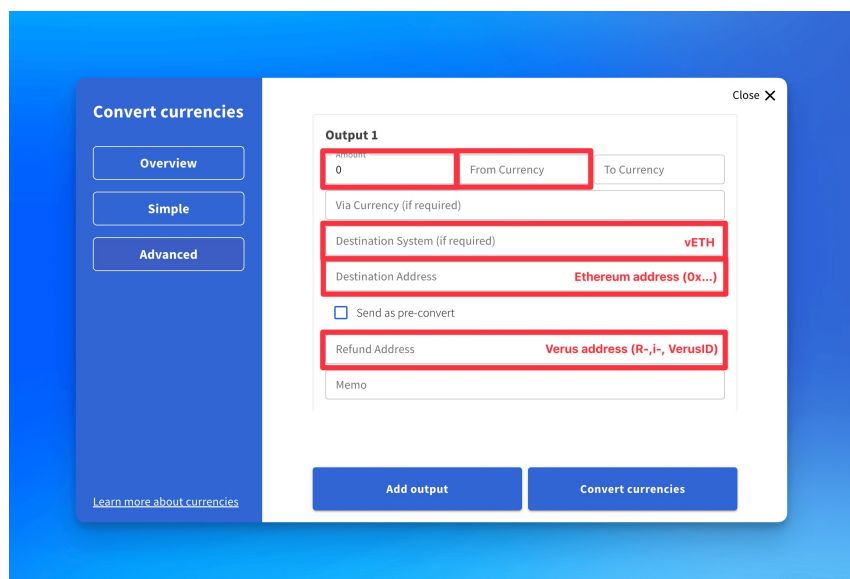 Close
Convert currencies
Overview
Simple
Advanced
Learn more about currencies
Output 1
Amount
0
From Currency
To Currency
Via Currency (if required)
Destination System (if required)
vETH
Destination Address
Ethereum address (0x...)
Send as pre-convert
Refund Address
Verus address (R-,i-, VerusID)
Memo
Add output
Convert currencies